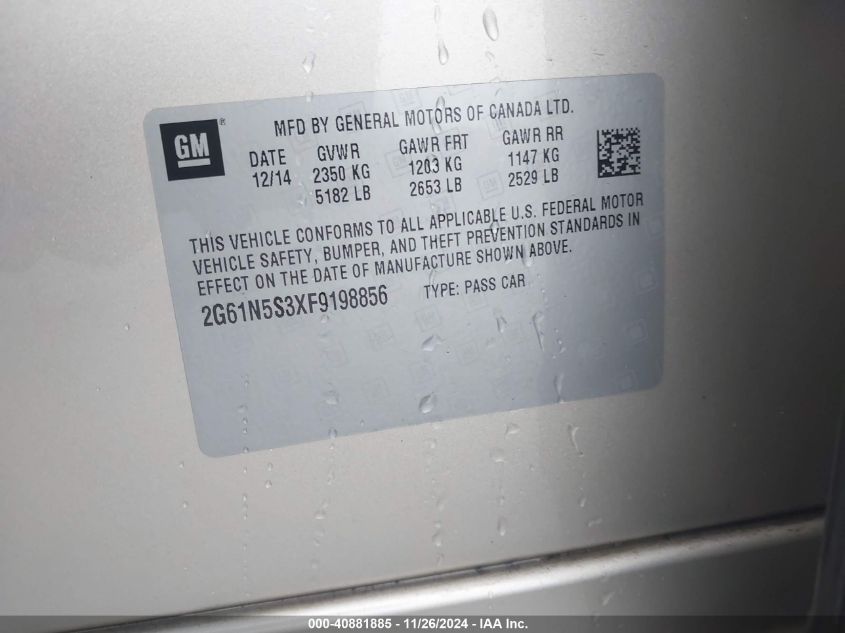 GM ®
MFD BY GENERAL MOTORS OF CANADA LTD.
DATE GVWR GAWR FRT GAWR RR
12/14 2350 KG 1203 KG 1147 KG
5182 LB 2653 LB 2529 LB
THIS VEHICLE CONFORMS TO ALL APPLICABLE U.S. FEDERAL MOTOR
VEHICLE SAFETY, BUMPER, AND THEFT PREVENTION STANDARDS IN
EFFECT ON THE DATE OF MANUFACTURE SHOWN ABOVE.
2G61N5S3XF9198856 TYPE: PASS CAR
000-40881885 - 11/26/2024 - IAA Inc.